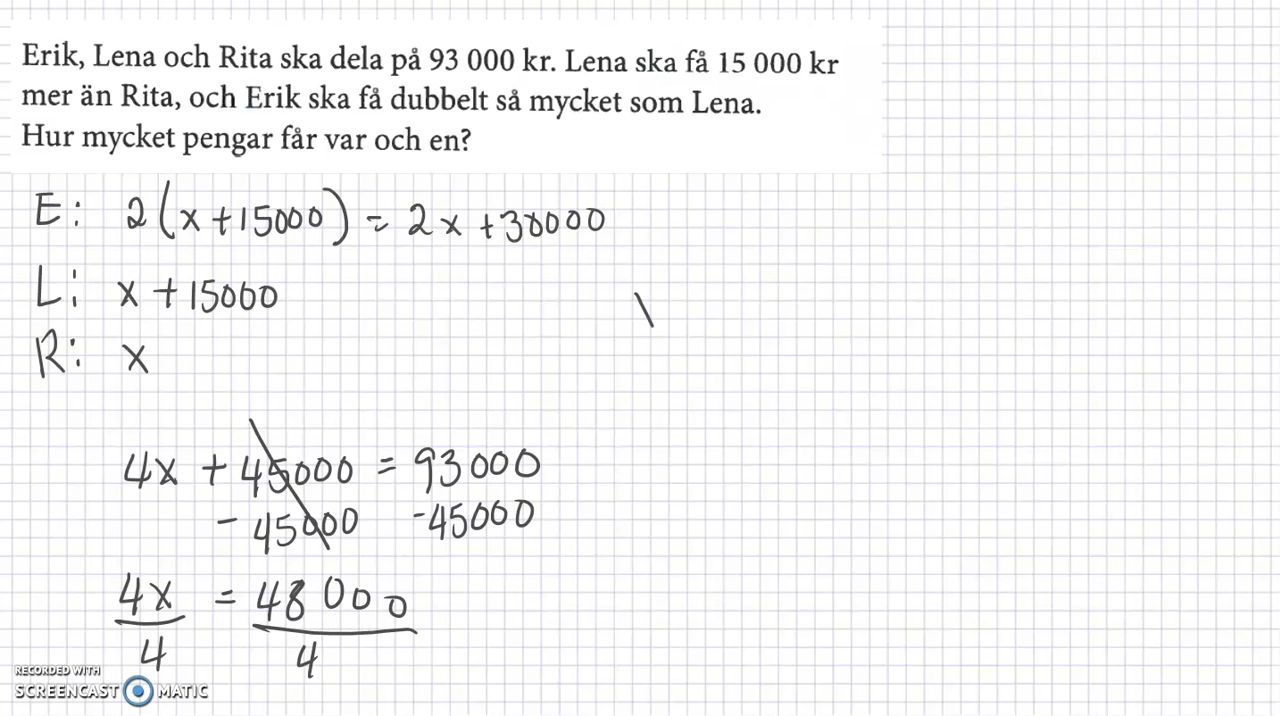 Erik, Lena och Rita ska dela på 93 000 kr. Lena ska få 15 000 kr
mer än Rita, och Erik ska få dubbelt så mycket som Lena.
Hur mycket pengar får var och en?
E: 2(x+15000) = 2x+30000
L: x+15000
R: x
4x + 45000 = 93000
- 45000 -45000
4x = 48000
4 4
RECORDED WITH
SCREENCAST MATIC